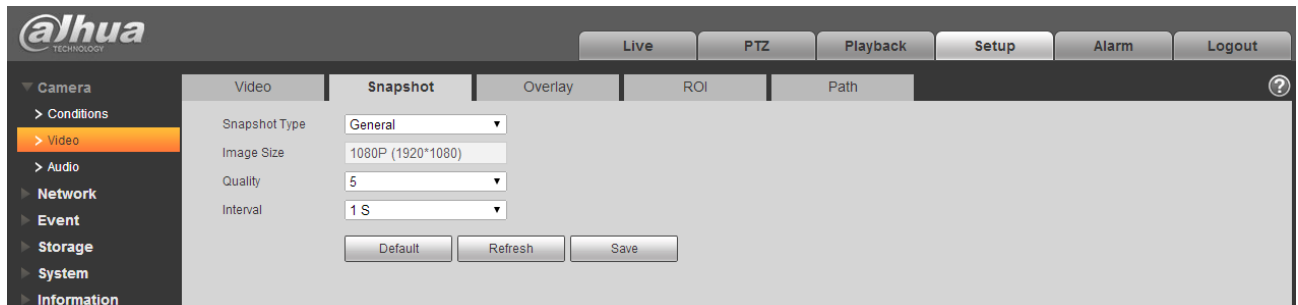 alhua
TECHNOLOGY
Live PTZ Playback Setup Alarm Logout
Camera
> Conditions
> Video
> Audio
Network
Event
Storage
System
Information
Video Snapshot Overlay ROI Path ?
Snapshot Type General
Image Size 1080P (1920*1080)
Quality 5
Interval 1 S
Default Refresh Save